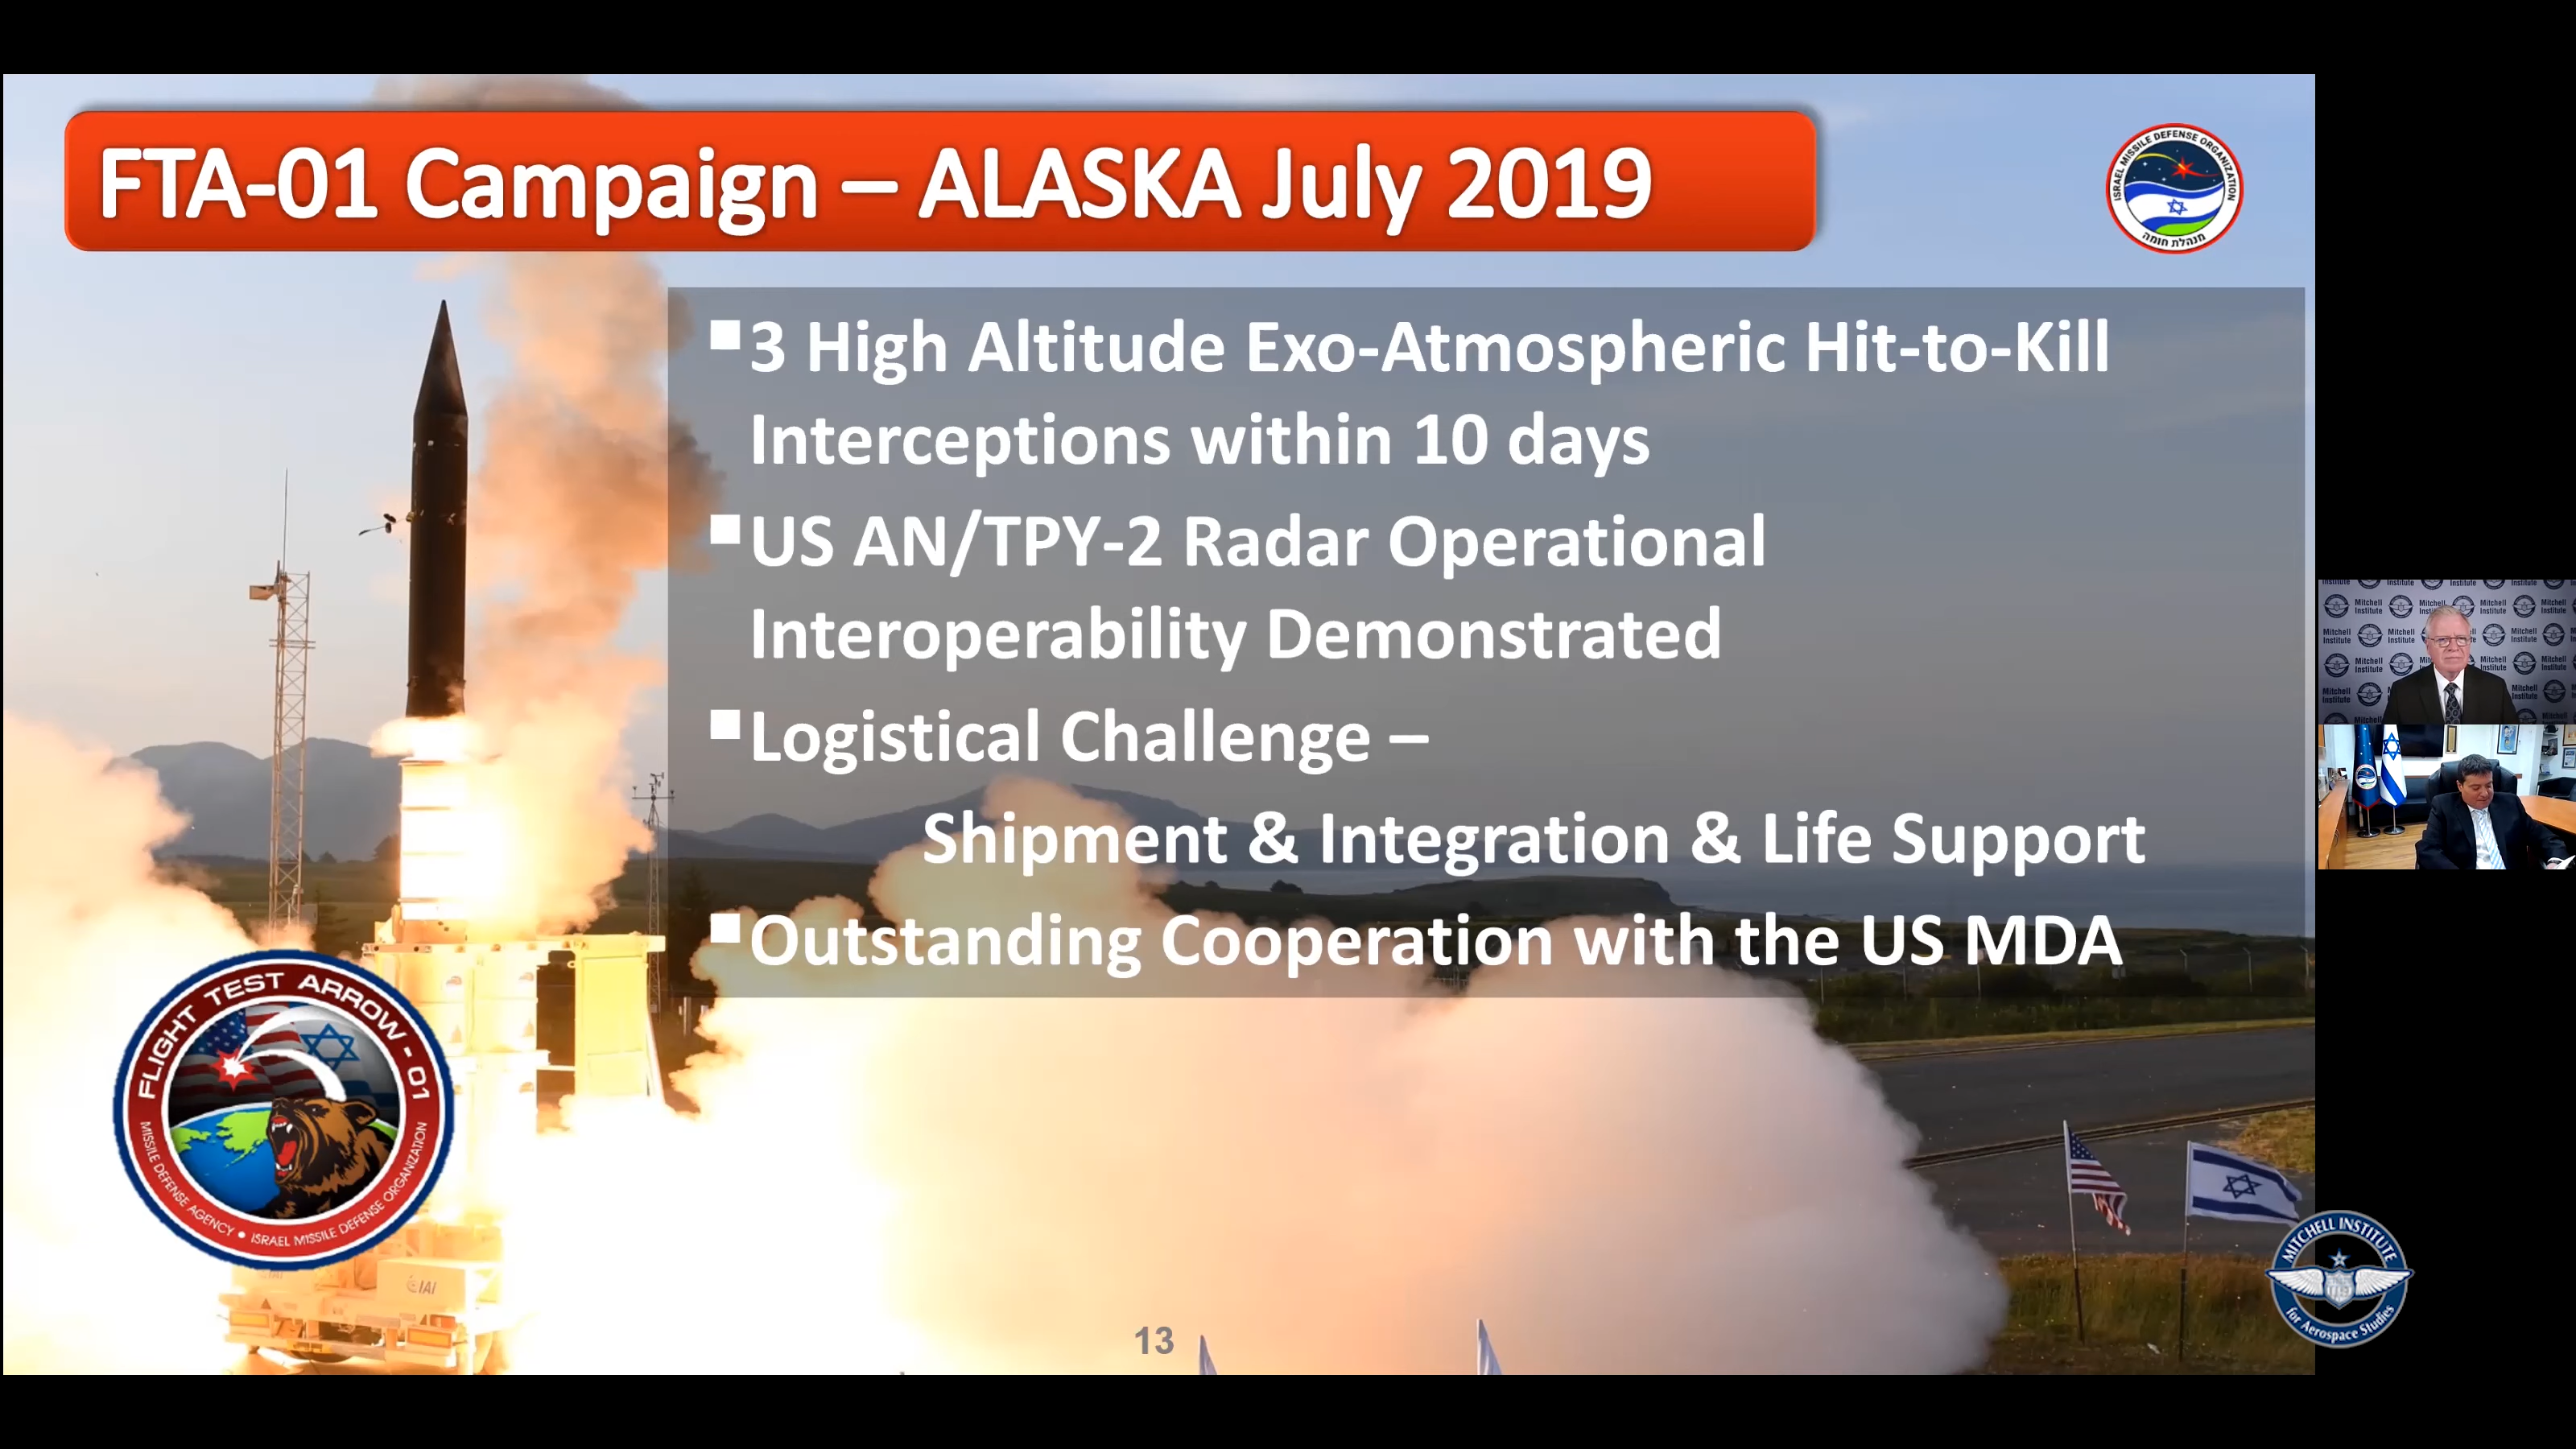 FTA-01 Campaign – ALASKA July 2019
ISRAEL MISSILE DEFENSE ORGANIZATION
מנהלת חומה
▪3 High Altitude Exo-Atmospheric Hit-to-Kill
Interceptions within 10 days
▪US AN/TPY-2 Radar Operational
Interoperability Demonstrated
▪Logistical Challenge –
Shipment & Integration & Life Support
▪Outstanding Cooperation with the US MDA
FLIGHT TEST ARROW - 01
MISSILE DEFENSE AGENCY • ISRAEL MISSILE DEFENSE ORGANIZATION
IAI
13
Mitchell
Institute
MITCHELL INSTITUTE
for Aerospace Studies